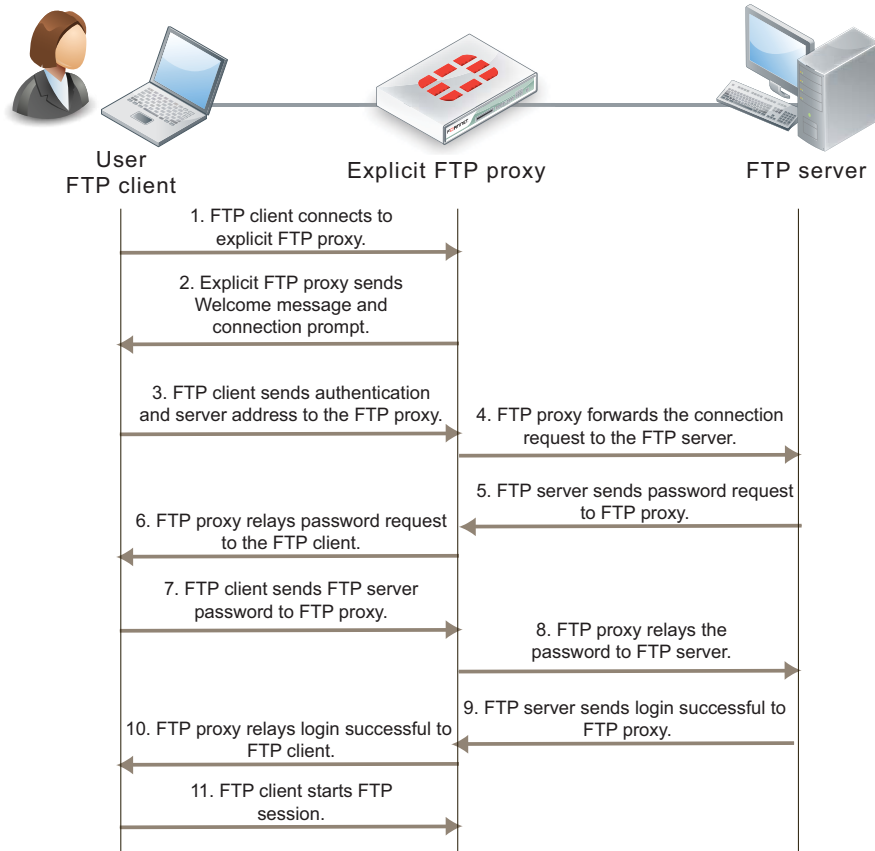 FORTINET
User
FTP client
Explicit FTP proxy
FTP server
1. FTP client connects to
explicit FTP proxy.
2. Explicit FTP proxy sends
Welcome message and
connection prompt.
3. FTP client sends authentication
and server address to the FTP proxy.
4. FTP proxy forwards the connection
request to the FTP server.
5. FTP server sends password request
to FTP proxy.
6. FTP proxy relays password request
to the FTP client.
7. FTP client sends FTP server
password to FTP proxy.
8. FTP proxy relays the
password to FTP server.
9. FTP server sends login successful to
FTP proxy.
10. FTP proxy relays login successful to
FTP client.
11. FTP client starts FTP
session.